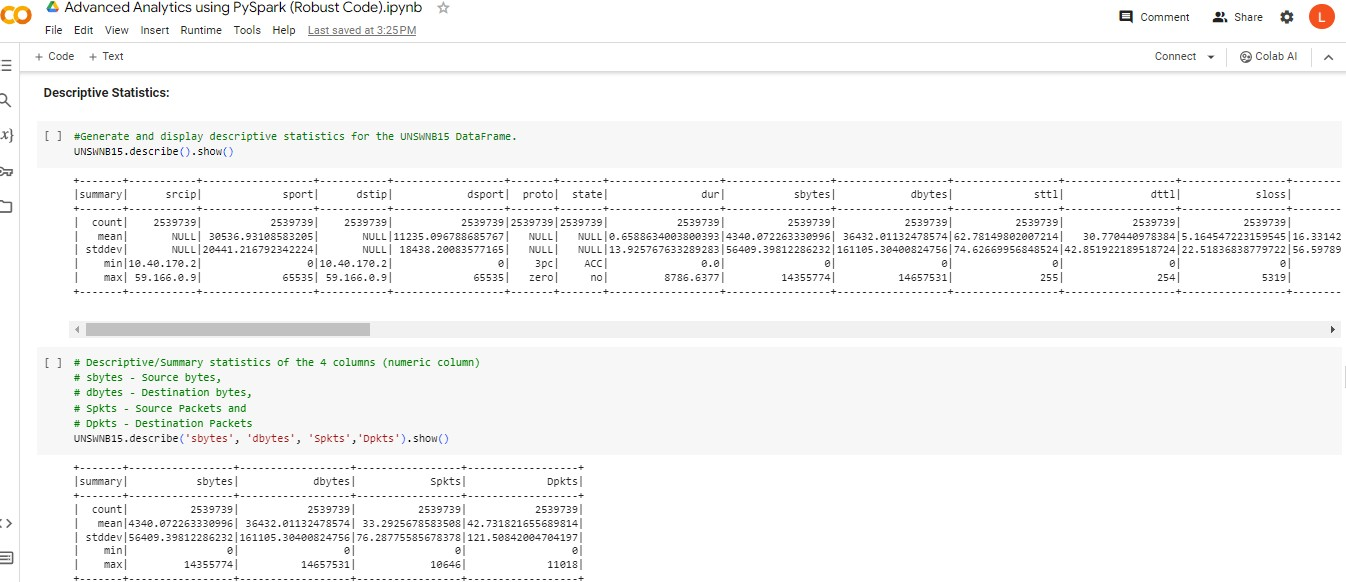 Advanced Analytics using PySpark (Robust Code).ipynb
File Edit View Insert Runtime Tools Help Last saved at 3:25 PM
Comment Share L
+ Code + Text
Connect Colab AI
Descriptive Statistics:
[ ] #Generate and display descriptive statistics for the UNSWNB15 DataFrame.
UNSWNB15.describe().show()
+-------+-----------+------------------+-----------+------------------+-------+-------+------------------+------------------+------------------+------------------+------------------+------------------+--------
|summary| srcip| sport| dstip| dsport| proto| state| dur| sbytes| dbytes| sttl| dttl| sloss|
+-------+-----------+------------------+-----------+------------------+-------+-------+------------------+------------------+------------------+------------------+------------------+------------------+--------
| count| 2539739| 2539739| 2539739| 2539739|2539739|2539739| 2539739| 2539739| 2539739| 2539739| 2539739| 2539739|
| mean| NULL| 30536.93108583205| NULL|11235.096788685767| NULL| NULL|0.6588634003800393|4340.072263330996| 36432.01132478574|62.78149802007214| 30.770440978384|5.164547223159545|16.33142
| stddev| NULL|20441.216792342224| NULL| 18438.20083577165| NULL| NULL|13.925767633289283|56409.39812286232|161105.30400824756|74.62669956848524|42.851922189518724|22.51836838779722|56.59789
| min|10.40.170.2| 0|10.40.170.2| 0| 3pc| ACC| 0.0| 0| 0| 0| 0| 0|
| max| 59.166.0.9| 65535| 59.166.0.9| 65535| zero| no| 8786.6377| 14355774| 14657531| 255| 254| 5319|
+-------+-----------+------------------+-----------+------------------+-------+-------+------------------+------------------+------------------+------------------+------------------+------------------+--------
[ ] # Descriptive/Summary statistics of the 4 columns (numeric column)
# sbytes - Source bytes,
# dbytes - Destination bytes,
# Spkts - Source Packets and
# Dpkts - Destination Packets
UNSWNB15.describe('sbytes', 'dbytes', 'Spkts','Dpkts').show()
+-------+-----------------+------------------+-----------------+------------------+
|summary| sbytes| dbytes| Spkts| Dpkts|
+-------+-----------------+------------------+-----------------+------------------+
| count| 2539739| 2539739| 2539739| 2539739|
| mean|4340.072263330996| 36432.01132478574| 33.2925678583508|42.731821655689814|
| stddev|56409.39812286232|161105.30400824756|76.28775585678378|121.50842004704197|
| min| 0| 0| 0| 0|
| max| 14355774| 14657531| 10646| 11018|
+-------+-----------------+------------------+-----------------+------------------+